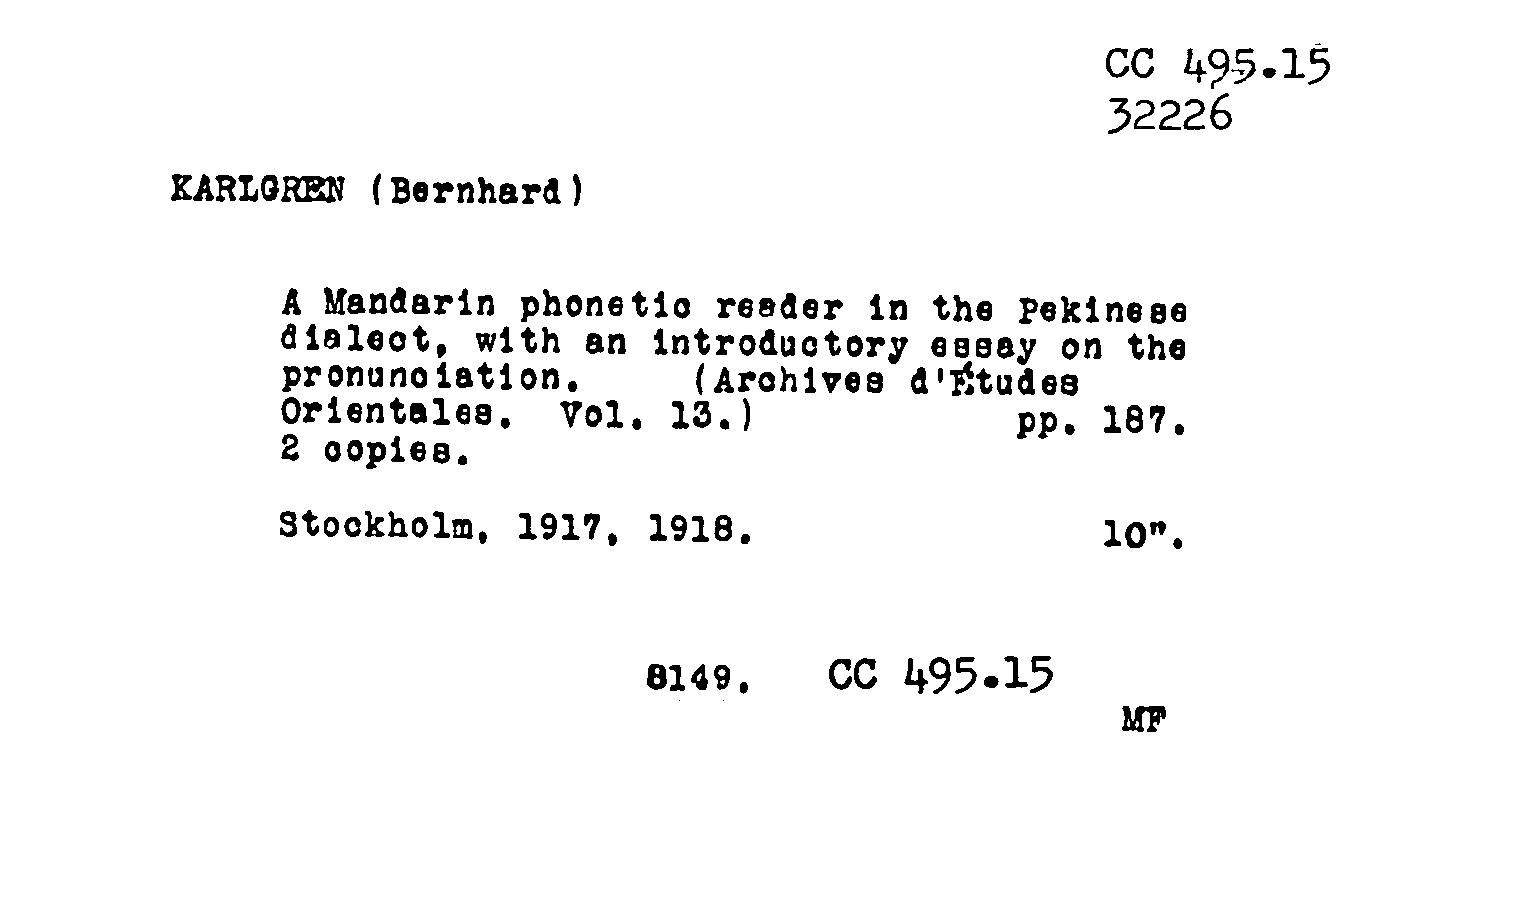 CC 495.15
32226
KARLGREN (Bernhard)
A Mandarin phonetic reader in the Pekinese
dialect, with an introductory essay on the
pronunciation. (Archives d'Études
Orientales. Vol. 13.) pp. 187.
2 copies.
Stockholm, 1917, 1918. 10".
8149. CC 495.15
MF